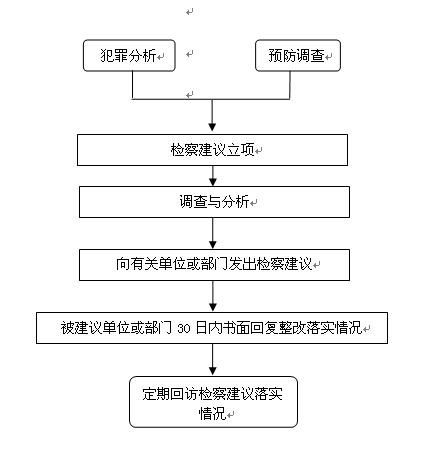 犯罪分析
预防调查
检察建议立项
调查与分析
向有关单位或部门发出检察建议
被建议单位或部门 30 日内书面回复整改落实情况
定期回访检察建议落实
情况